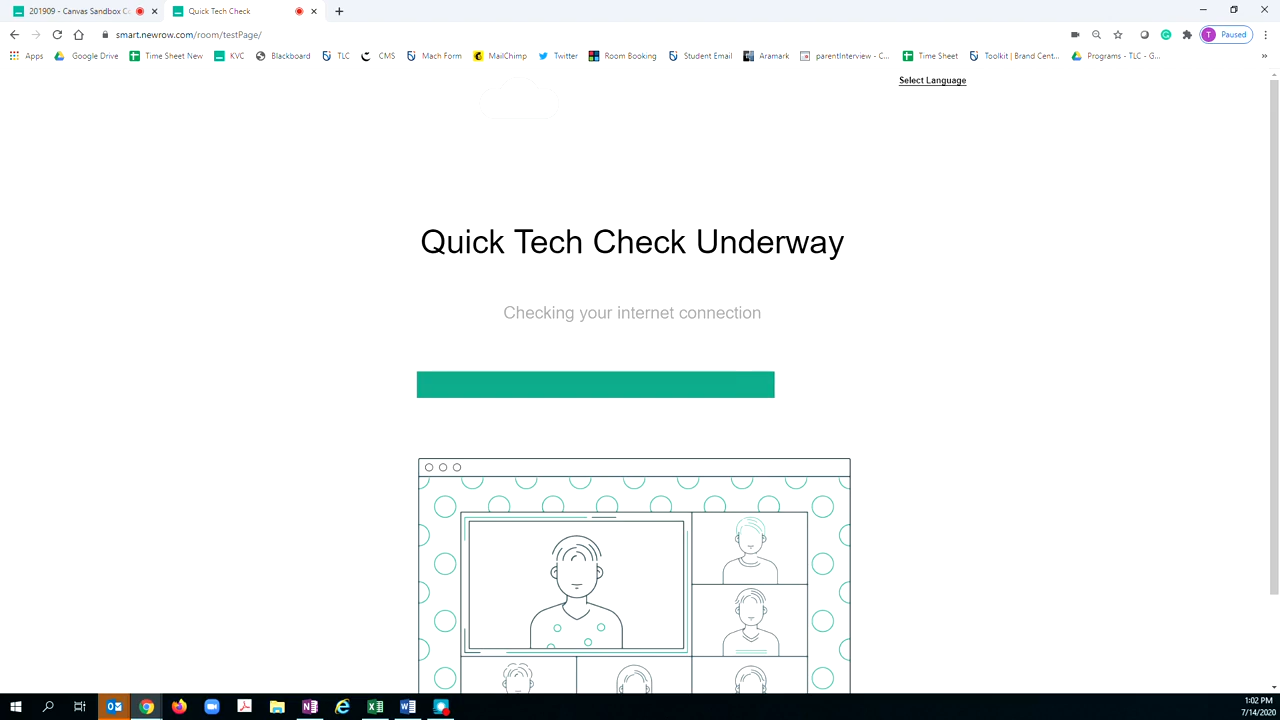 201909 - Canvas Sandbox C
Quick Tech Check
smart.newrow.com/room/testPage/
T Paused
Apps Google Drive Time Sheet New KVC Blackboard TLC CMS Mach Form MailChimp Twitter Room Booking Student Email Aramark parentInterview - C... Time Sheet Toolkit | Brand Cent... Programs - TLC - G... »
Select Language
Quick Tech Check Underway
Checking your internet connection
1:02 PM
7/14/2020